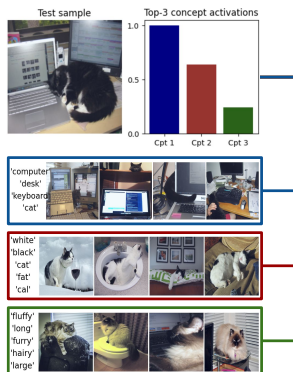 Test sample
Top-3 concept activations
1.0
0.5
0.0
Cpt 1 Cpt 2 Cpt 3
'computer'
'desk'
'keyboard'
'cat'
'white'
'black'
'cat'
'fat'
'cal'
'fluffy'
'long'
'furry'
'hairy'
'large'